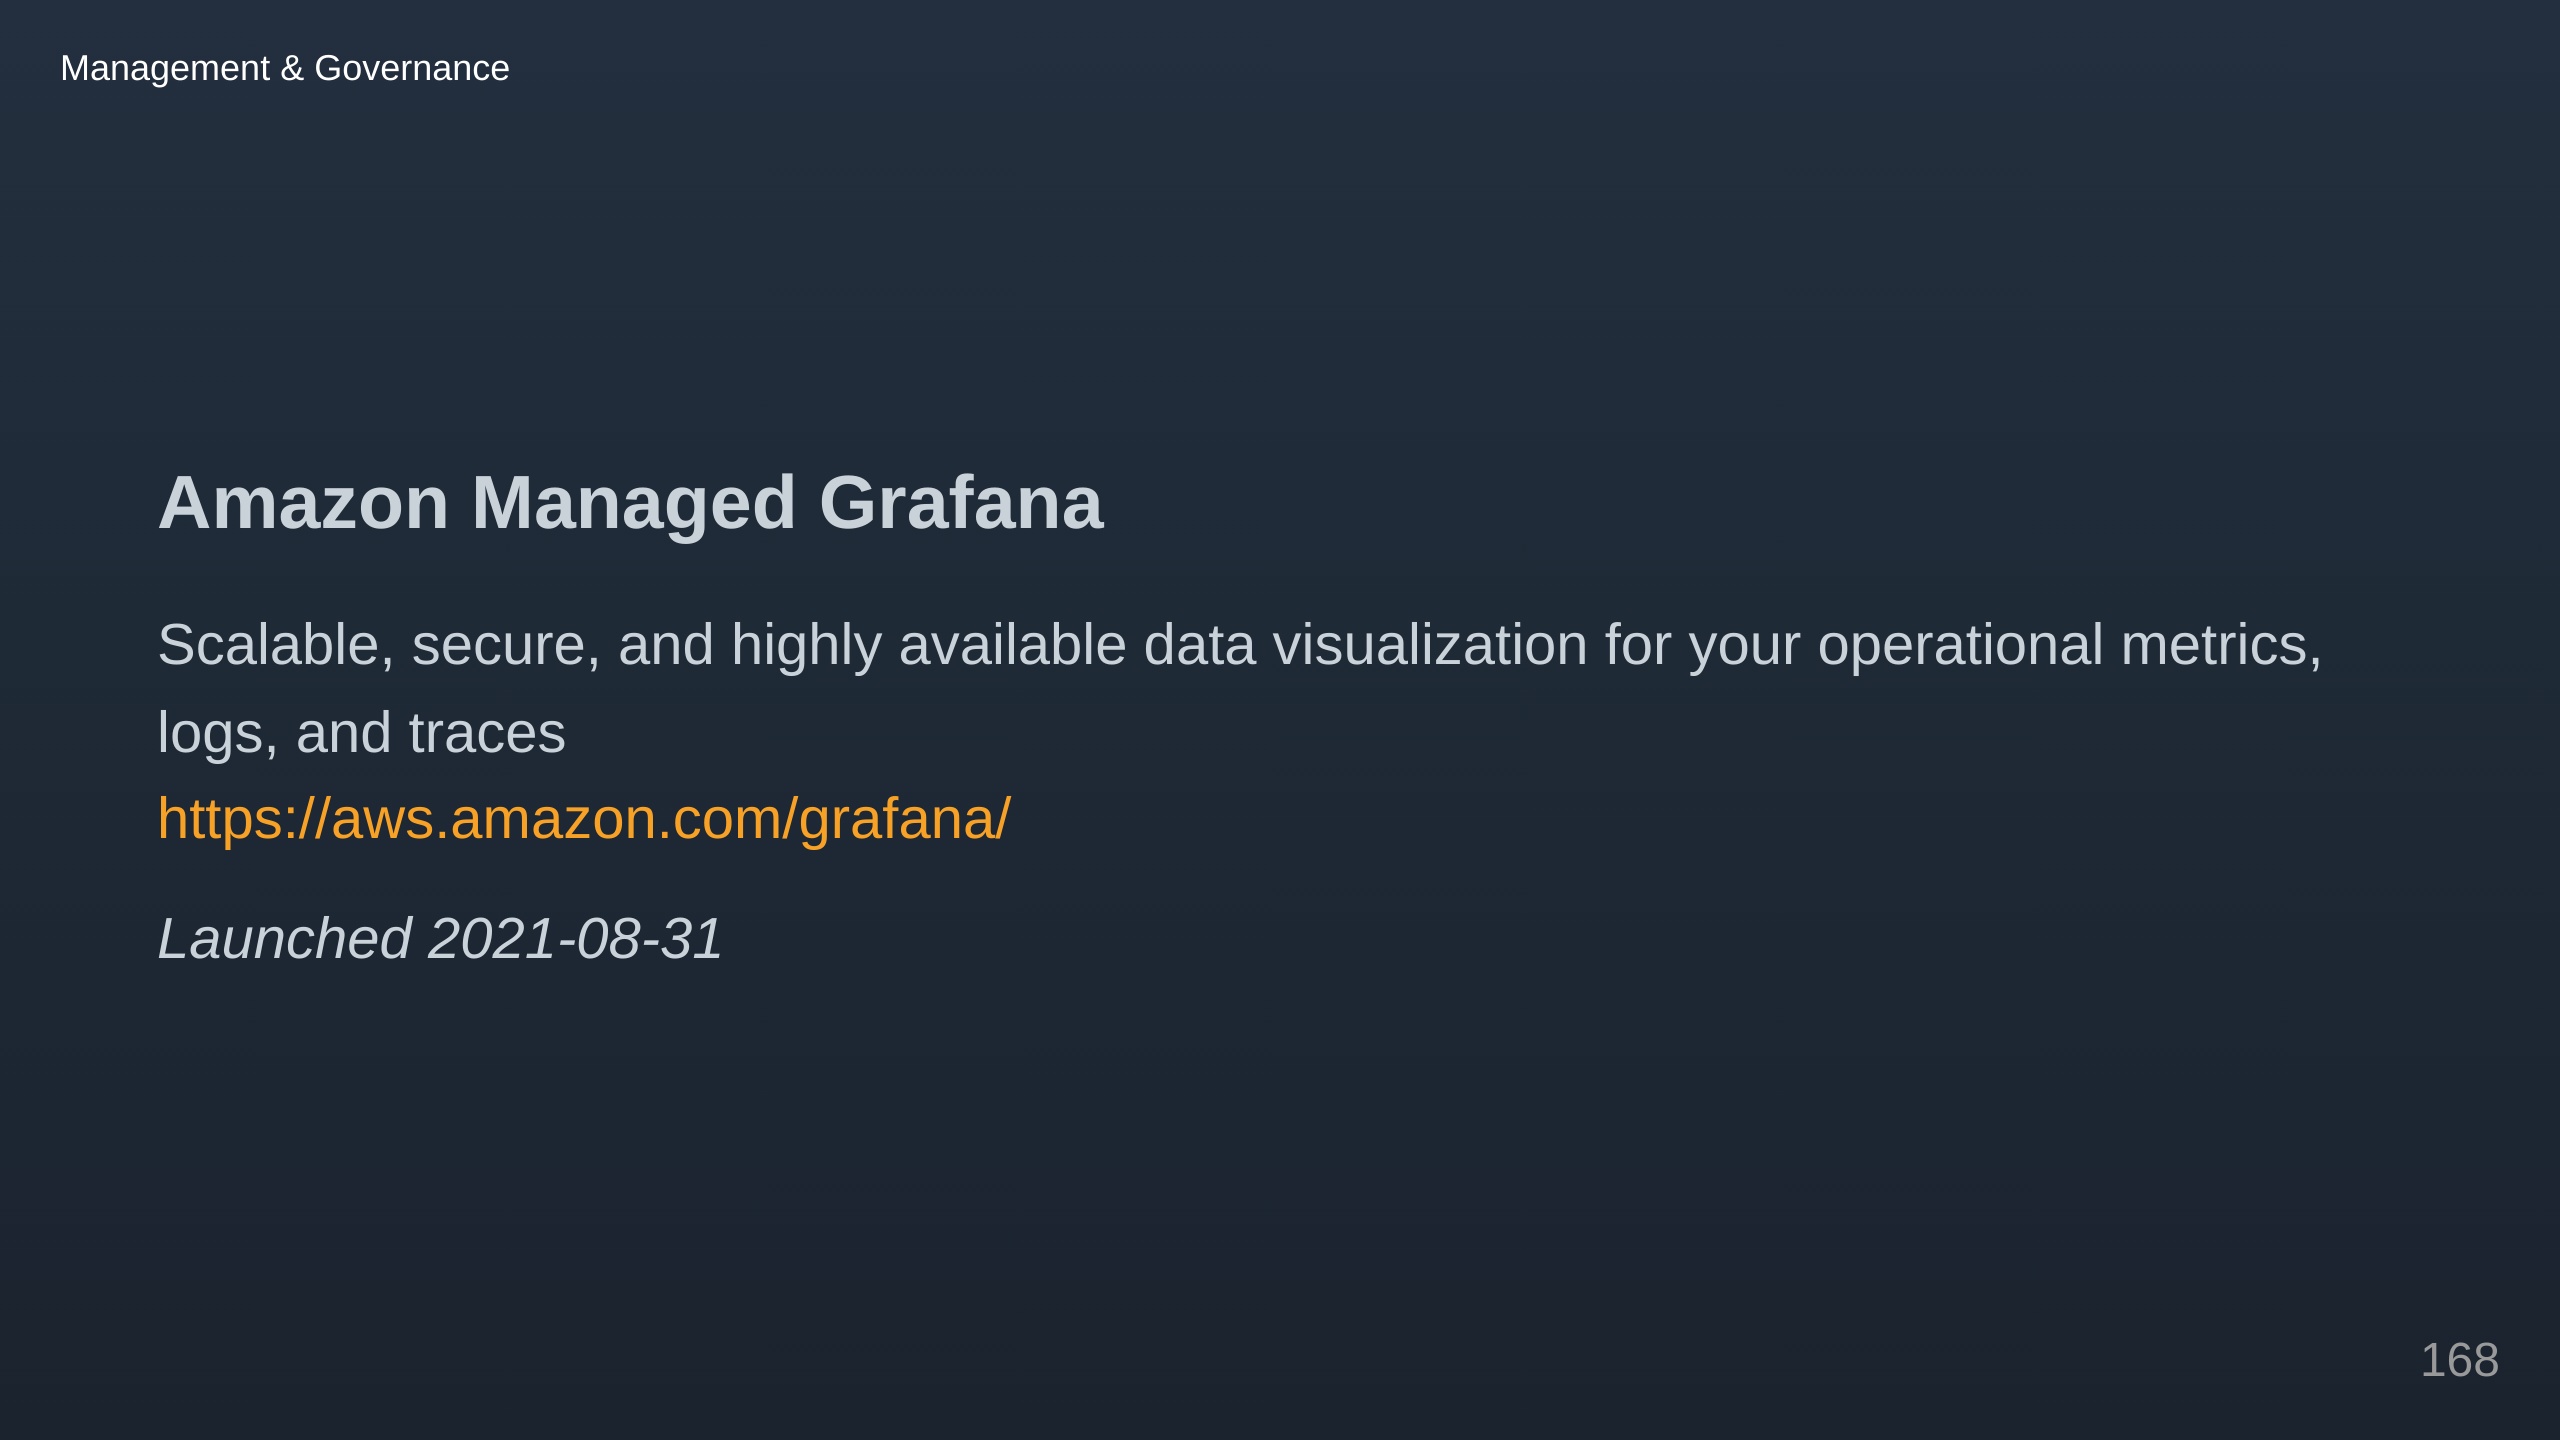 Management & Governance
Amazon Managed Grafana
Scalable, secure, and highly available data visualization for your operational metrics,
logs, and traces
https://aws.amazon.com/grafana/
Launched 2021-08-31
168